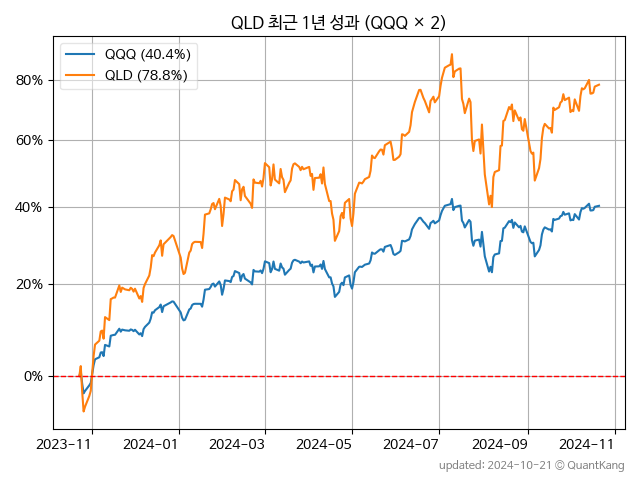 QLD 최근 1년 성과 (QQQ × 2)
QQQ (40.4%)
QLD (78.8%)
80%
60%
40%
20%
0%
2023-11 2024-01 2024-03 2024-05 2024-07 2024-09 2024-11
updated: 2024-10-21 © QuantKang